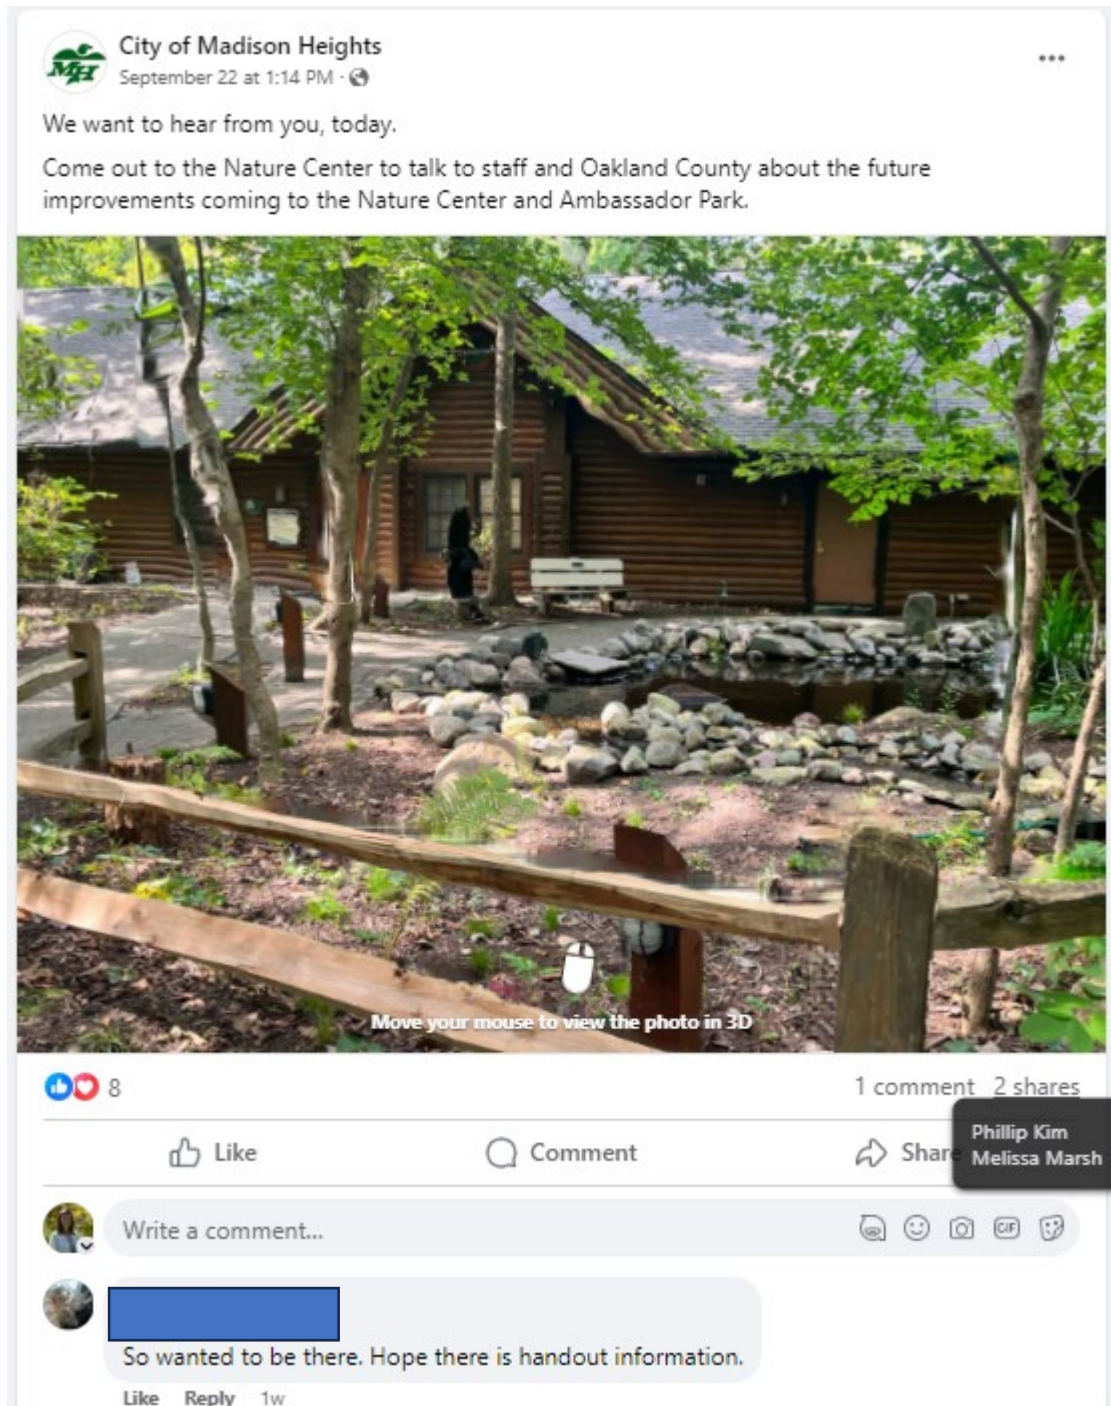 MH
City of Madison Heights
September 22 at 1:14 PM ·
We want to hear from you, today.
Come out to the Nature Center to talk to staff and Oakland County about the future
improvements coming to the Nature Center and Ambassador Park.
Move your mouse to view the photo in 3D
8
1 comment 2 shares
Like Comment Share
Phillip Kim
Melissa Marsh
Write a comment...
GIF
So wanted to be there. Hope there is handout information.
Like Reply 1w